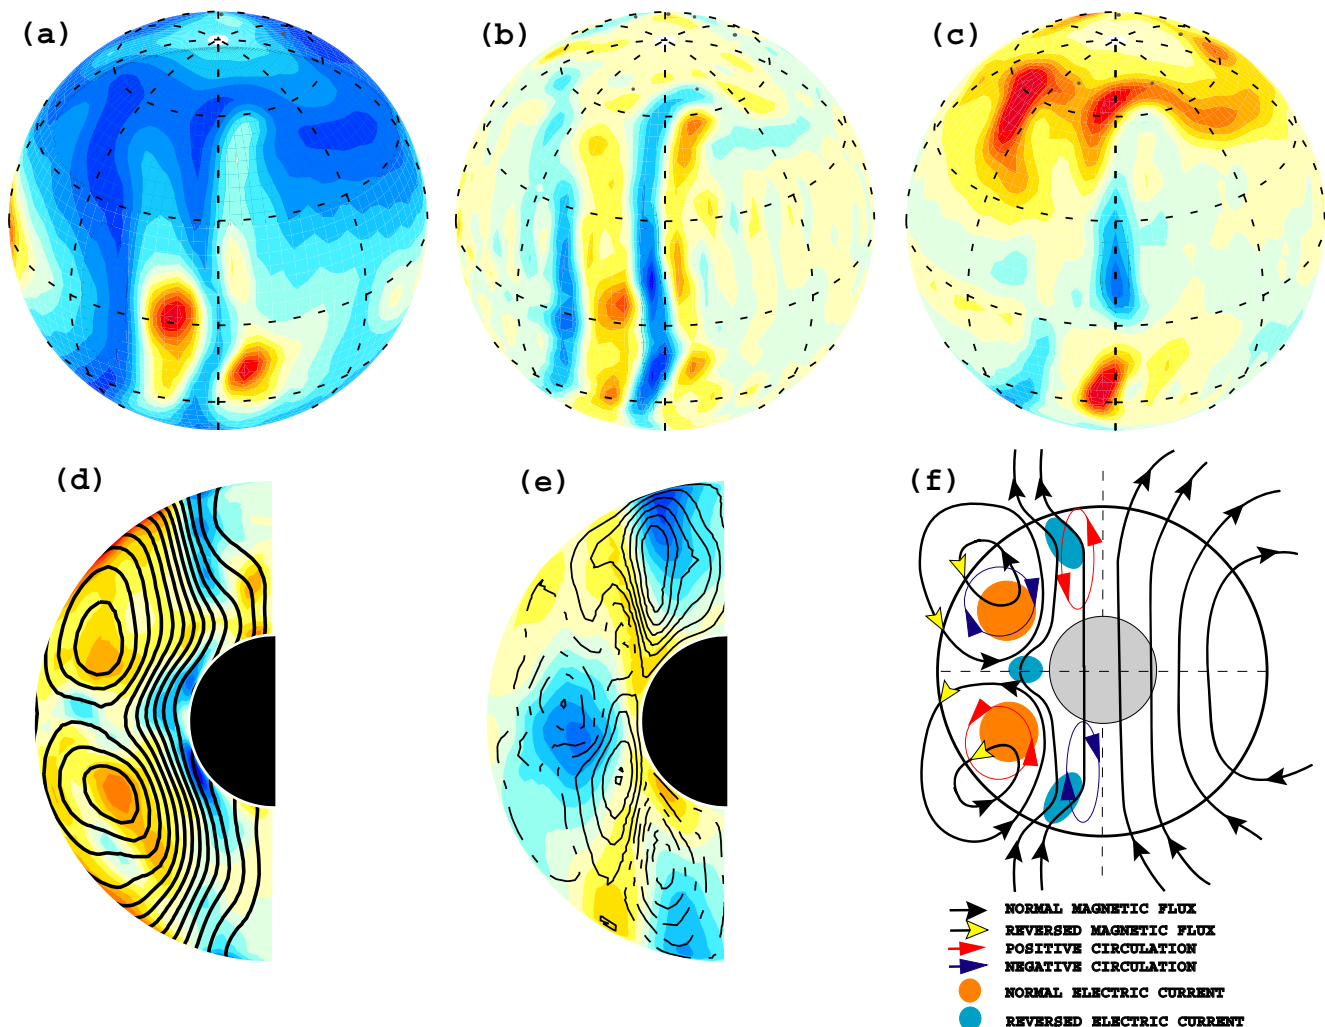 (a)
(b)
(c)
(d)
(e)
(f)
NORMAL MAGNETIC FLUX
REVERSED MAGNETIC FLUX
POSITIVE CIRCULATION
NEGATIVE CIRCULATION
NORMAL ELECTRIC CURRENT
REVERSED ELECTRIC CURRENT